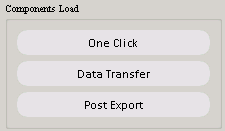 Components Load
One Click
Data Transfer
Post Export